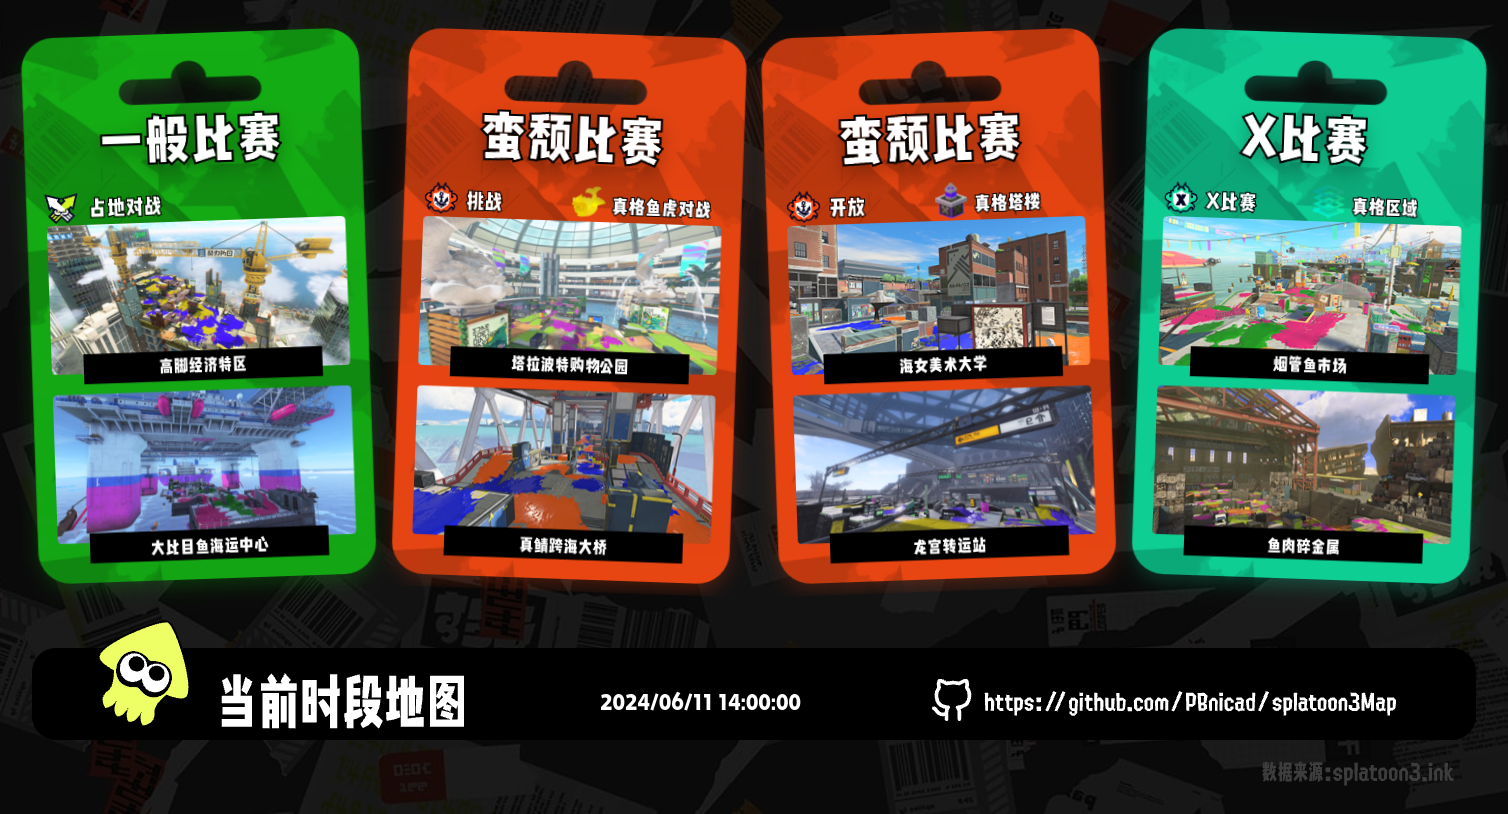 一般比赛
占地对战
高脚经济特区
大比目鱼海运中心
蛮颓比赛
挑战
真格鱼虎对战
塔拉波特购物公园
真鲭跨海大桥
蛮颓比赛
开放
真格塔楼
海女美术大学
龙宫转运站
X比赛
X比赛
真格区域
烟管鱼市场
鱼肉碎金属
当前时段地图
2024/06/11 14:00:00
https://github.com/PBnicad/splatoon3Map
数据来源:splatoon3.ink